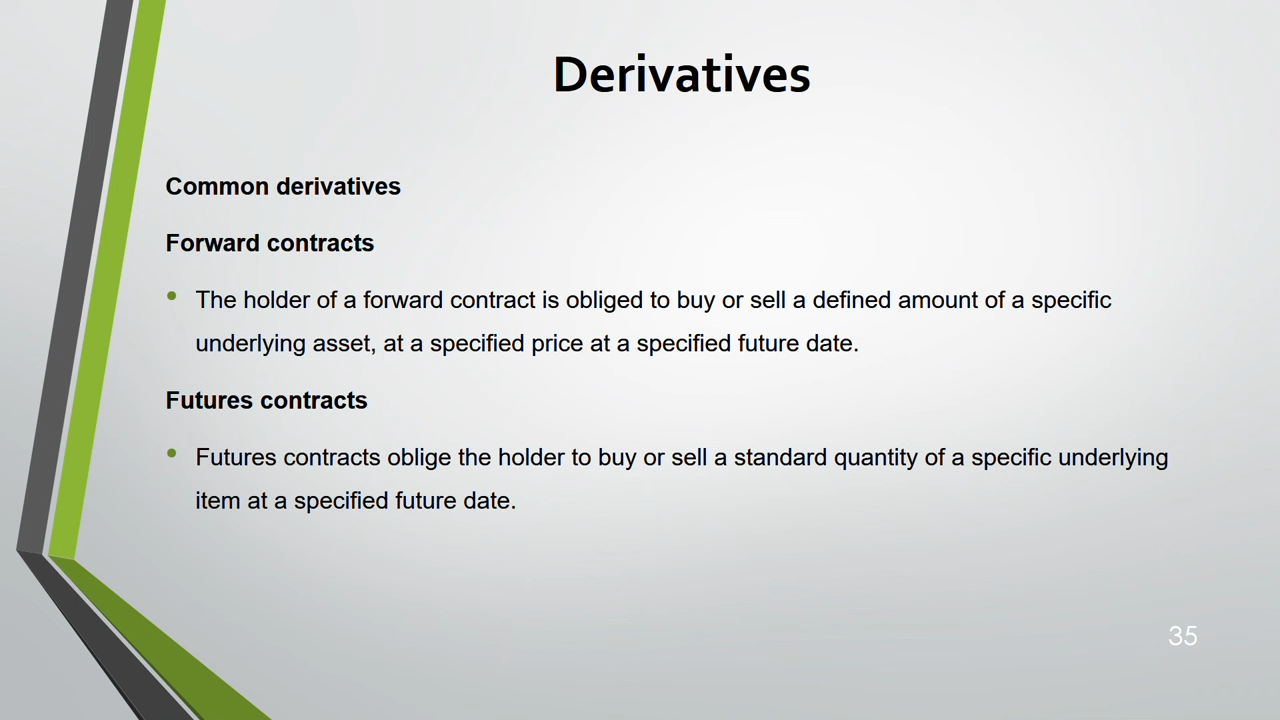 Derivatives
Common derivatives
Forward contracts
• The holder of a forward contract is obliged to buy or sell a defined amount of a specific
underlying asset, at a specified price at a specified future date.
Futures contracts
• Futures contracts oblige the holder to buy or sell a standard quantity of a specific underlying
item at a specified future date.
35